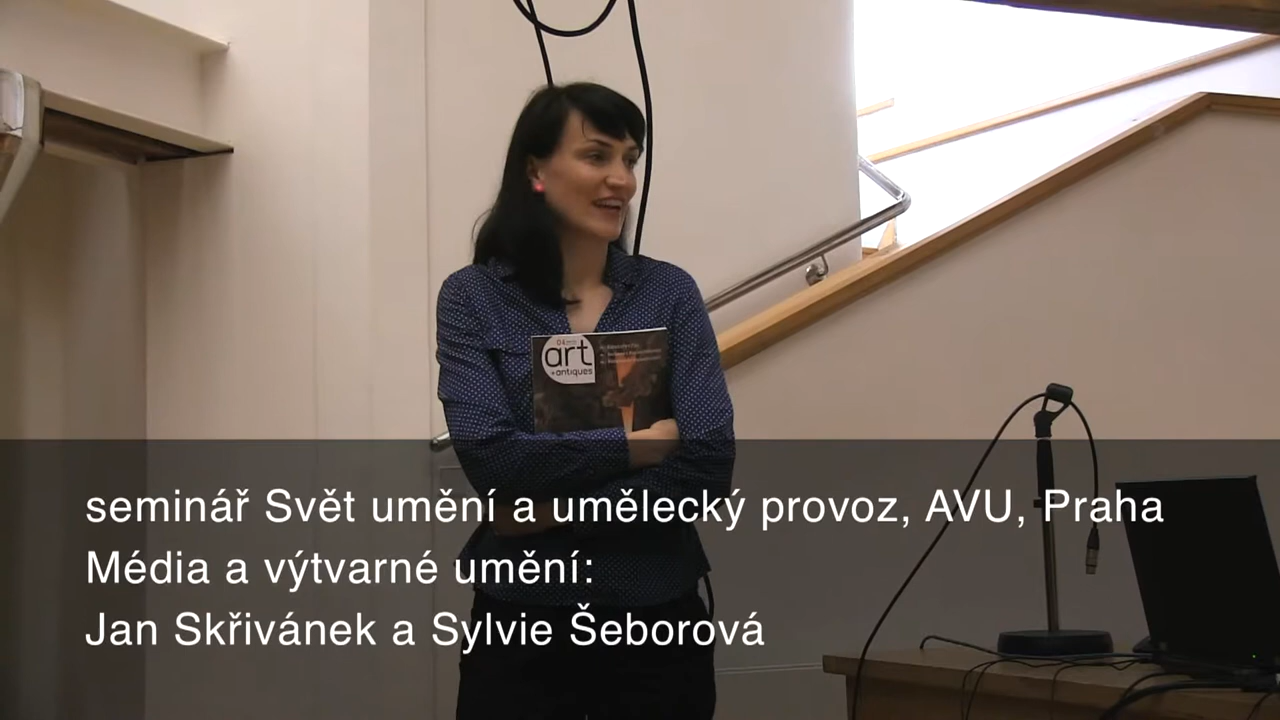 art
+ antiques
seminář Svět umění a umělecký provoz, AVU, Praha
Média a výtvarné umění:
Jan Skřivánek a Sylvie Šeborová